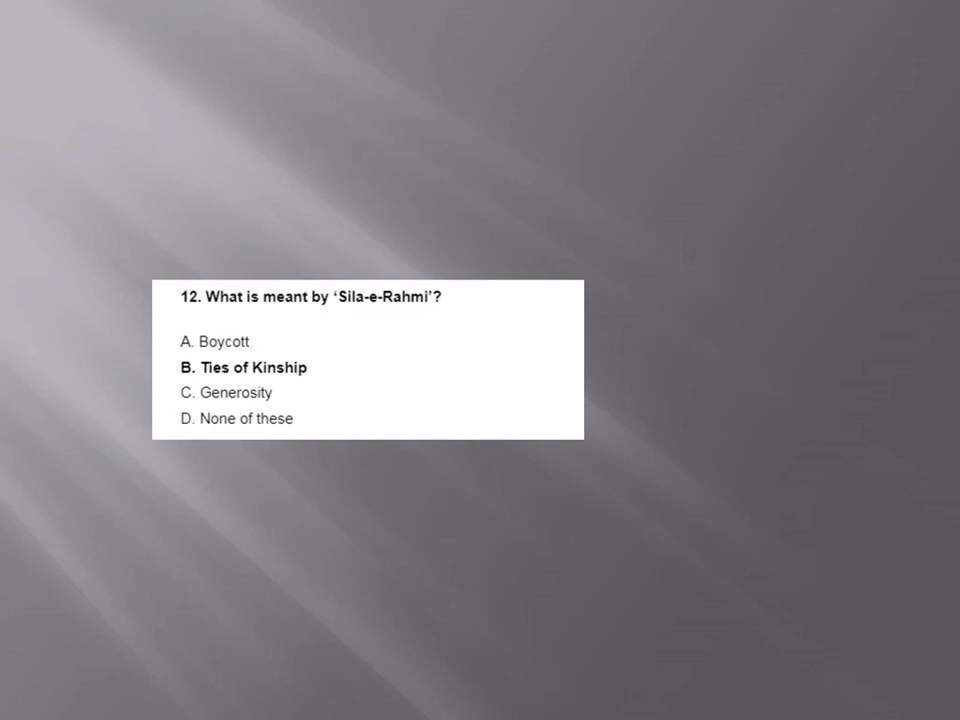 12. What is meant by ‘Sila-e-Rahmi’?
A. Boycott
B. Ties of Kinship
C. Generosity
D. None of these